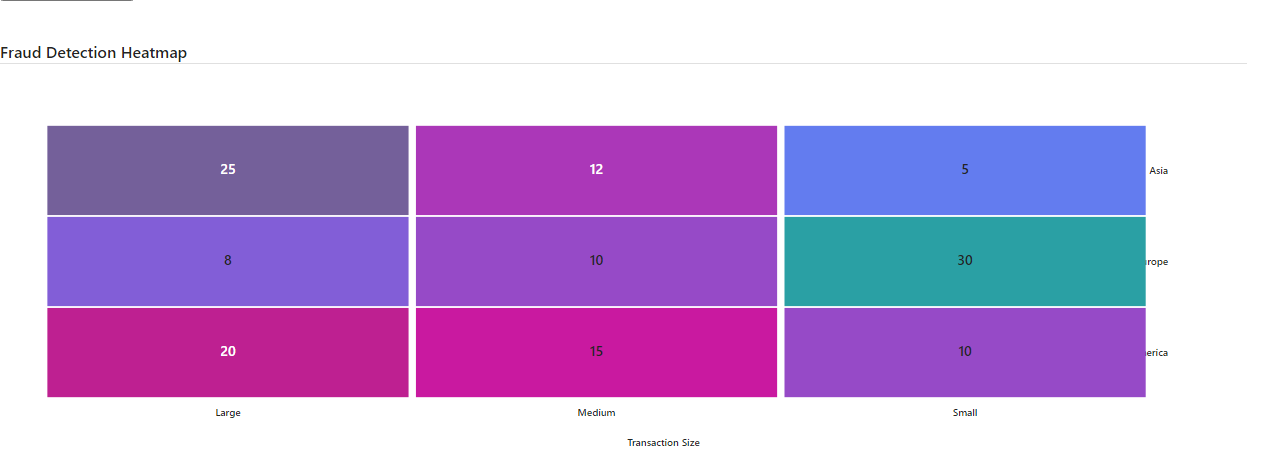 Fraud Detection Heatmap
25 12 5 Asia
8 10 30 rope
20 15 10 erica
Large Medium Small
Transaction Size